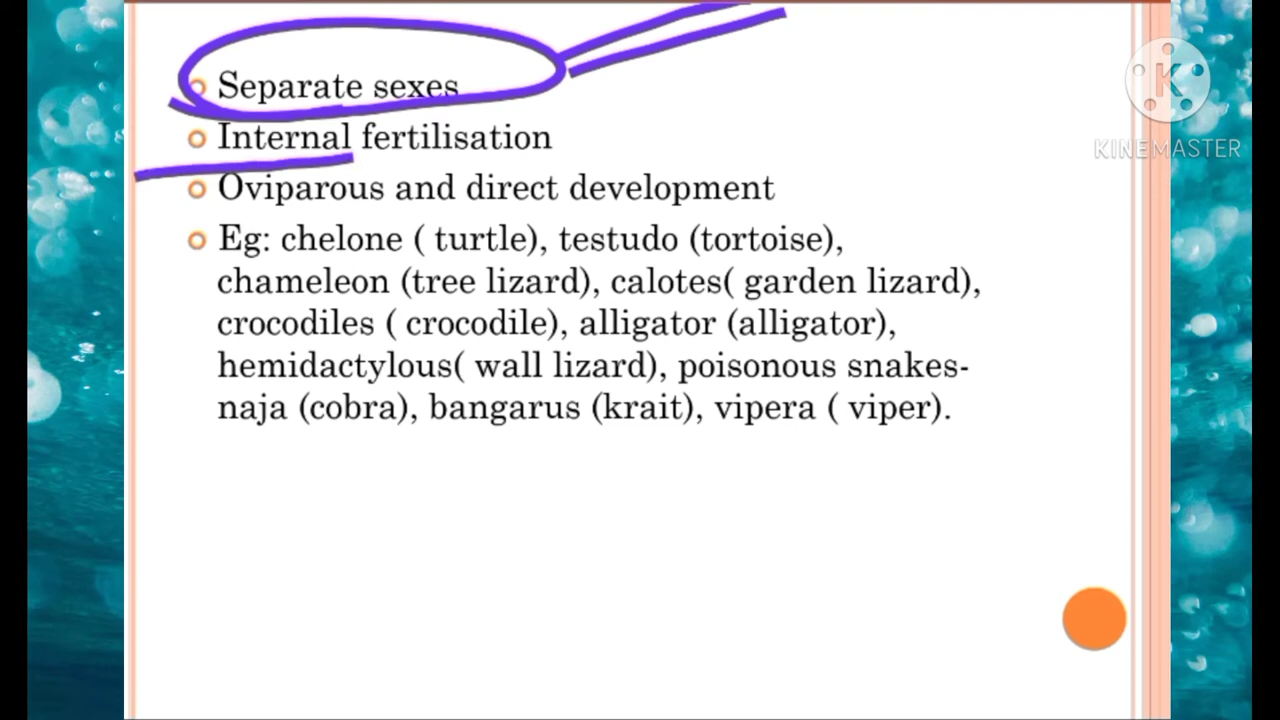 Separate sexes
Internal fertilisation
Oviparous and direct development
Eg: chelone ( turtle), testudo (tortoise),
chameleon (tree lizard), calotes( garden lizard),
crocodiles ( crocodile), alligator (alligator),
hemidactylous( wall lizard), poisonous snakes-
naja (cobra), bangarus (krait), vipera ( viper).
K
KINEMASTER